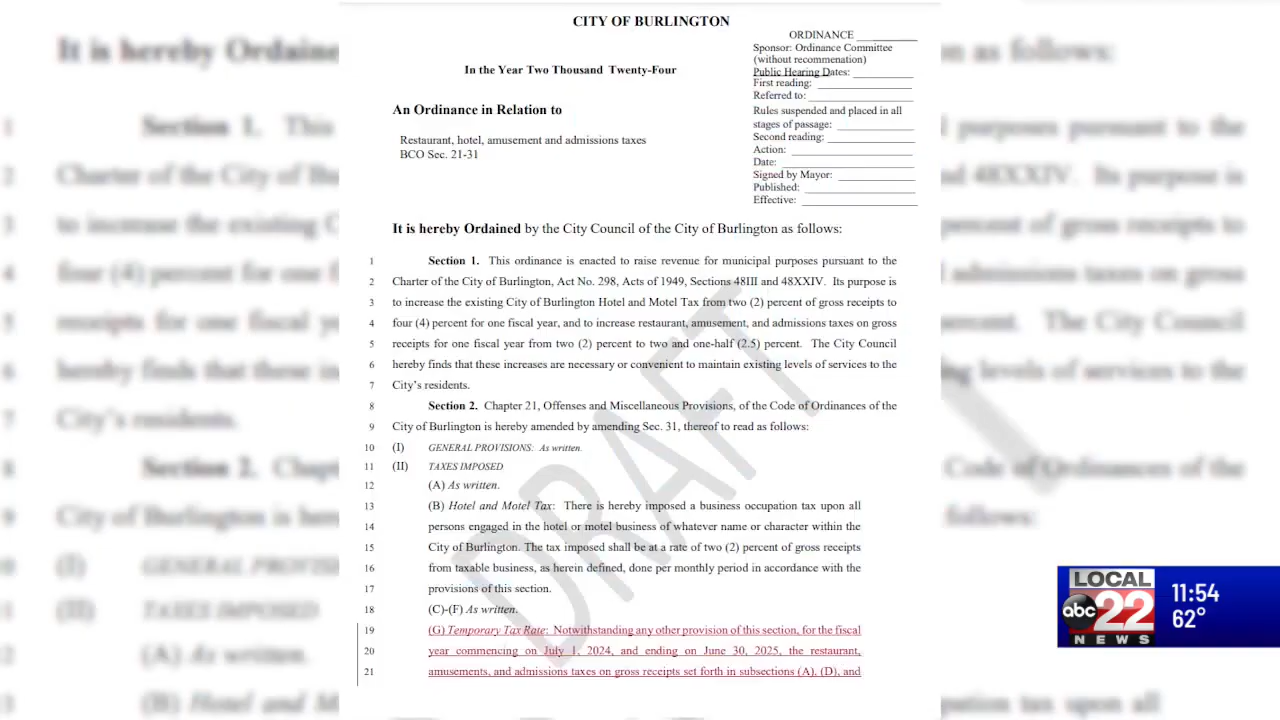 CITY OF BURLINGTON
ORDINANCE ______
Sponsor: Ordinance Committee
(without recommenation)
Public Hearing Dates: ______
First reading: ______
Referred to: ______
Rules suspended and placed in all
stages of passage: ______
Second reading: ______
Action: ______
Date: ______
Signed by Mayor: ______
Published: ______
Effective: ______
In the Year Two Thousand Twenty-Four
An Ordinance in Relation to
Restaurant, hotel, amusement and admissions taxes
BCO Sec. 21-31
It is hereby Ordained by the City Council of the City of Burlington as follows:
1 Section 1. This ordinance is enacted to raise revenue for municipal purposes pursuant to the
2 Charter of the City of Burlington, Act No. 298, Acts of 1949, Sections 48III and 48XXIV. Its purpose is
3 to increase the existing City of Burlington Hotel and Motel Tax from two (2) percent of gross receipts to
4 four (4) percent for one fiscal year, and to increase restaurant, amusement, and admissions taxes on gross
5 receipts for one fiscal year from two (2) percent to two and one-half (2.5) percent. The City Council
6 hereby finds that these increases are necessary or convenient to maintain existing levels of services to the
7 City's residents.
8 Section 2. Chapter 21, Offenses and Miscellaneous Provisions, of the Code of Ordinances of the
9 City of Burlington is hereby amended by amending Sec. 31, thereof to read as follows:
10 (I) GENERAL PROVISIONS: As written.
11 (II) TAXES IMPOSED
12 (A) As written.
13 (B) Hotel and Motel Tax: There is hereby imposed a business occupation tax upon all
14 persons engaged in the hotel or motel business of whatever name or character within the
15 City of Burlington. The tax imposed shall be at a rate of two (2) percent of gross receipts
16 from taxable business, as herein defined, done per monthly period in accordance with the
17 provisions of this section.
18 (C)-(F) As written.
19 (G) Temporary Tax Rate: Notwithstanding any other provision of this section, for the fiscal
20 year commencing on July 1, 2024, and ending on June 30, 2025, the restaurant,
21 amusements, and admissions taxes on gross receipts set forth in subsections (A), (D), and
DRAFT
LOCAL
abc 22
NEWS
11:54
62°